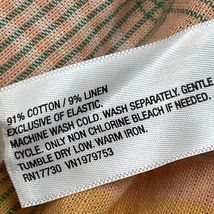 91% COTTON / 9% LINEN
EXCLUSIVE OF ELASTIC.
MACHINE WASH COLD. WASH SEPARATELY. GENTLE
CYCLE. ONLY NON CHLORINE BLEACH IF NEEDED.
TUMBLE DRY LOW. WARM IRON.
RN17730 VN1979753